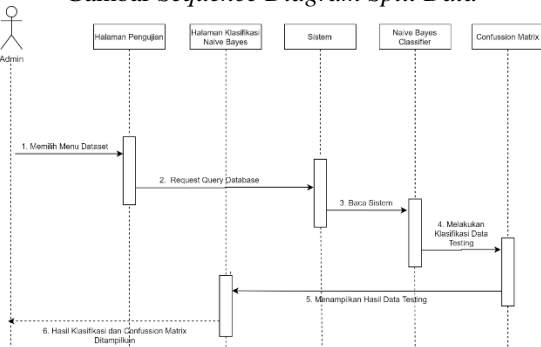 Gambar Sequence Diagram Split Data
Admin
Halaman Pengujian
Halaman Klasifikasi
Naive Bayes
Sistem
Naive Bayes
Classifier
Confussion Matrix
1. Memilih Menu Dataset
2. Request Query Database
3. Baca Sistem
4. Melakukan
Klasifikasi Data
Testing
5. Menampilkan Hasil Data Testing
6. Hasil Klasifikasi dan Confussion Matrix
Ditampilkan